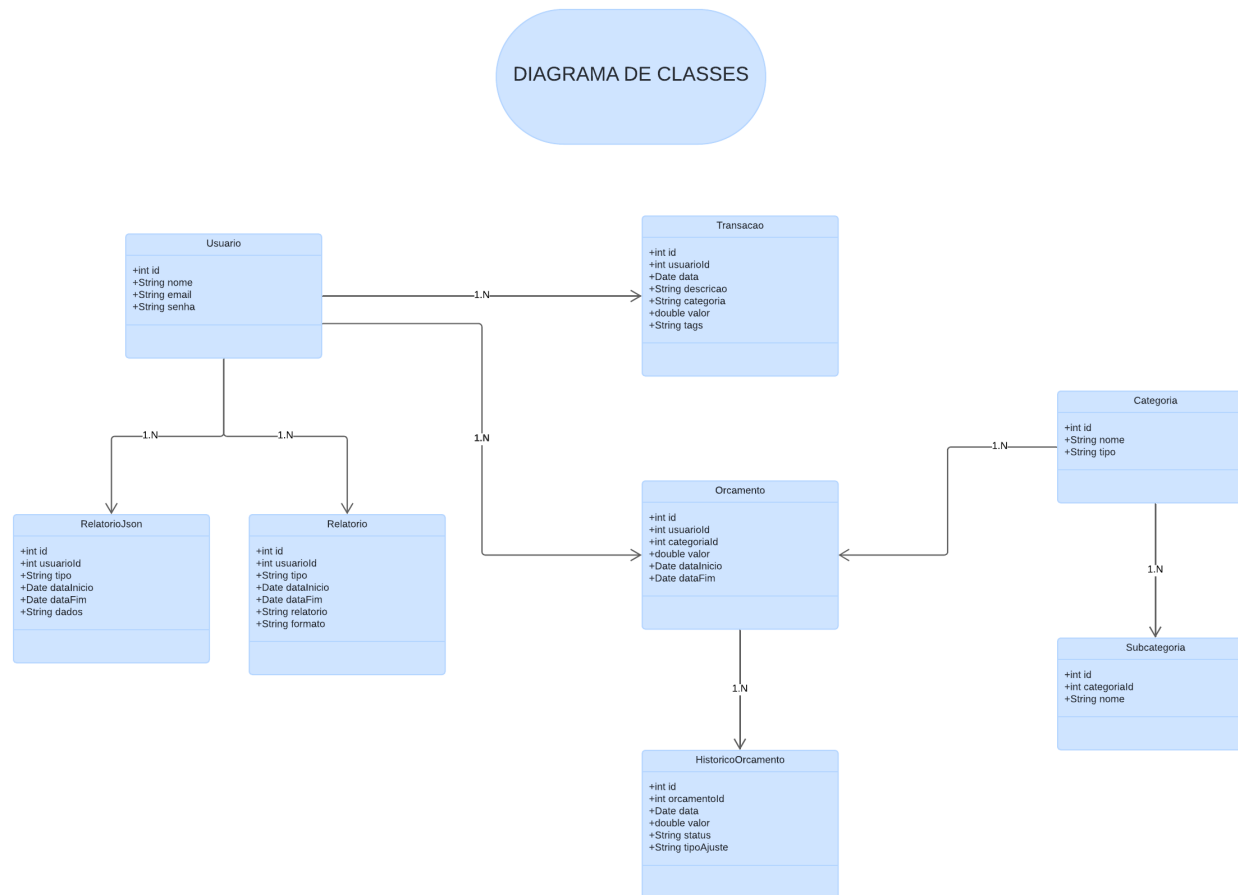 DIAGRAMA DE CLASSES
Usuario
+int id
+String nome
+String email
+String senha
1.N
Transacao
+int id
+int usuarioId
+Date data
+String descricao
+String categoria
+double valor
+String tags
1.N
1.N
1.N
RelatorioJson
+int id
+int usuarioId
+String tipo
+Date dataInicio
+Date dataFim
+String dados
Relatorio
+int id
+int usuarioId
+String tipo
+Date dataInicio
+Date dataFim
+String relatorio
+String formato
Orcamento
+int id
+int usuarioId
+int categoriaId
+double valor
+Date dataInicio
+Date dataFim
1.N
Categoria
+int id
+String nome
+String tipo
1.N
Subcategoria
+int id
+int categoriaId
+String nome
1.N
HistoricoOrcamento
+int id
+int orcamentoId
+Date data
+double valor
+String status
+String tipoAjuste